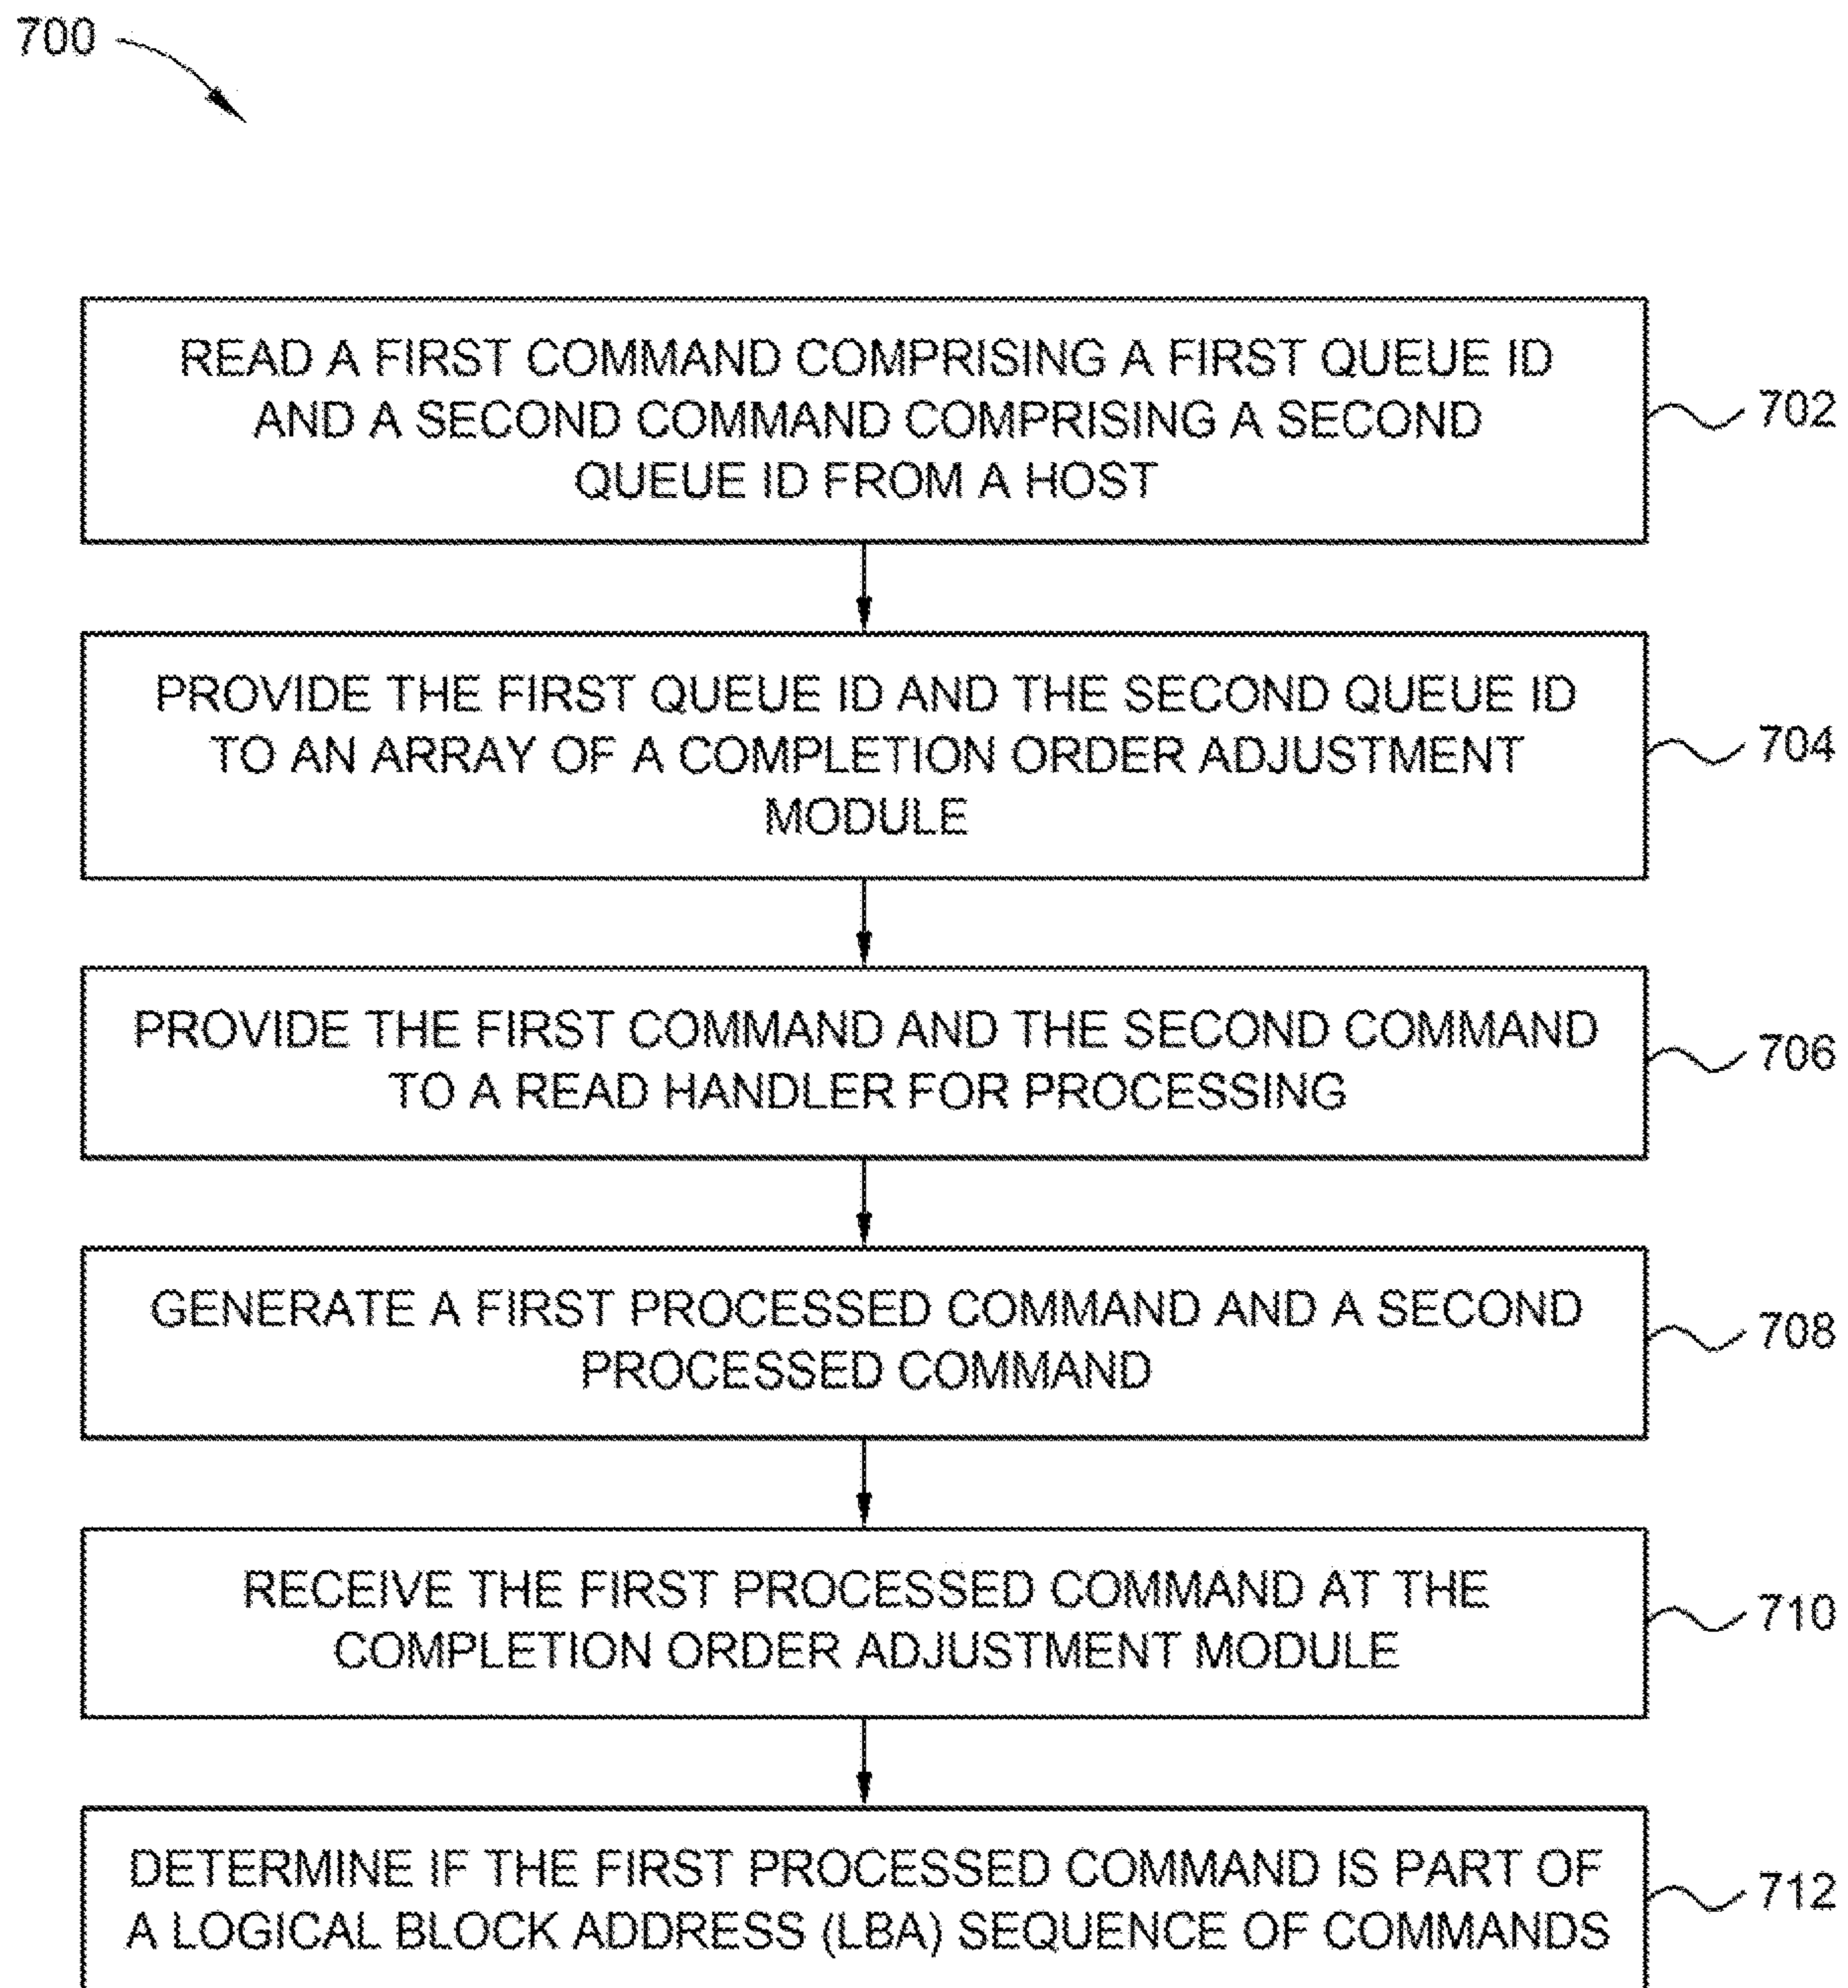 700
READ A FIRST COMMAND COMPRISING A FIRST QUEUE ID
AND A SECOND COMMAND COMPRISING A SECOND
QUEUE ID FROM A HOST
702
PROVIDE THE FIRST QUEUE ID AND THE SECOND QUEUE ID
TO AN ARRAY OF A COMPLETION ORDER ADJUSTMENT
MODULE
704
PROVIDE THE FIRST COMMAND AND THE SECOND COMMAND
TO A READ HANDLER FOR PROCESSING
706
GENERATE A FIRST PROCESSED COMMAND AND A SECOND
PROCESSED COMMAND
708
RECEIVE THE FIRST PROCESSED COMMAND AT THE
COMPLETION ORDER ADJUSTMENT MODULE
710
DETERMINE IF THE FIRST PROCESSED COMMAND IS PART OF
A LOGICAL BLOCK ADDRESS (LBA) SEQUENCE OF COMMANDS
712